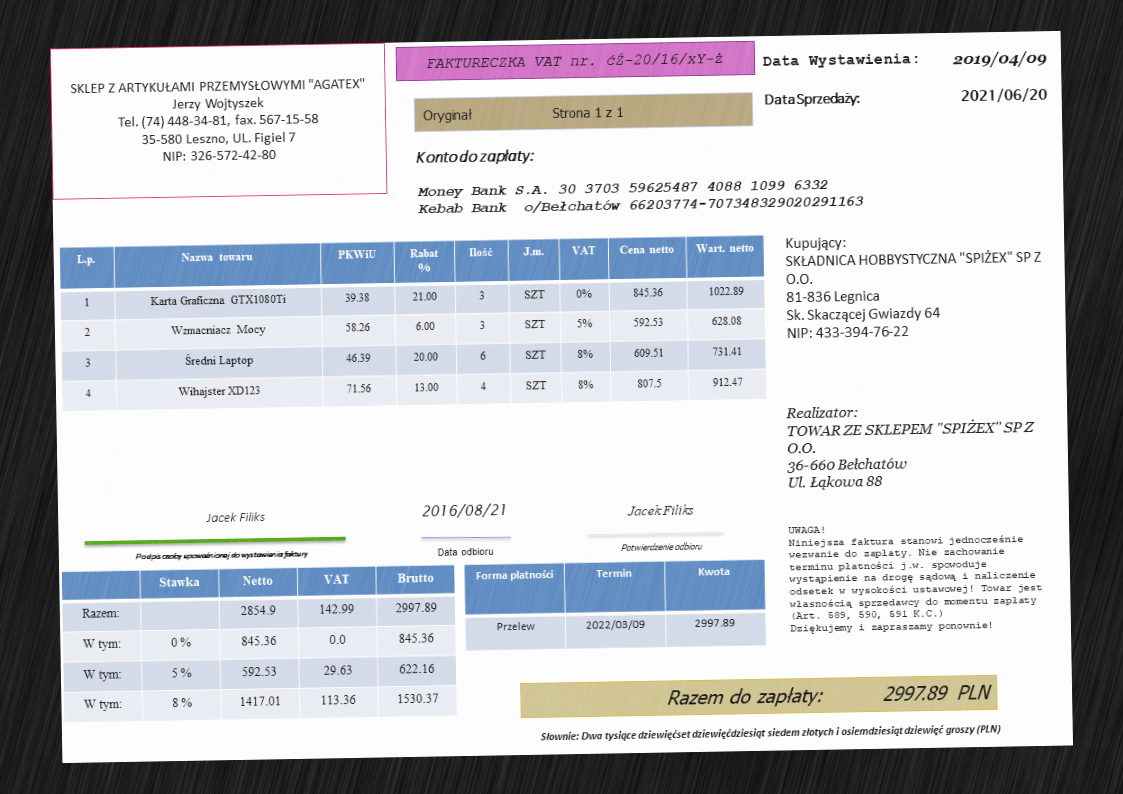 SKLEP Z ARTYKUŁAMI PRZEMYSŁOWYMI "AGATEX"
Jerzy Wojtyszek
Tel. (74) 448-34-81, fax. 567-15-58
35-580 Leszno, UL. Figiel 7
NIP: 326-572-42-80
FAKTURECZKA VAT nr. ćŹ-20/16/xY-ż
Oryginał Strona 1 z 1
Data Wystawienia: 2019/04/09
Data Sprzedaży: 2021/06/20
Konto do zapłaty:
Money Bank S.A. 30 3703 59625487 4088 1099 6332
Kebab Bank o/Bełchatów 66203774-707348329020291163
L.p. Nazwa towaru PKWiU Rabat % Ilość J.m. VAT Cena netto Wart. netto
1 Karta Graficzna GTX1080Ti 39.38 21.00 3 SZT 0% 845.36 1022.89
2 Wzmacniacz Mocy 58.26 6.00 3 SZT 5% 592.53 628.08
3 Średni Laptop 46.39 20.00 6 SZT 8% 609.51 731.41
4 Wihajster XD123 71.56 13.00 4 SZT 8% 807.5 912.47
Kupujący:
SKŁADNICA HOBBYSTYCZNA "SPIŻEX" SP Z
O.O.
81-836 Legnica
Sk. Skaczącej Gwiazdy 64
NIP: 433-394-76-22
Realizator:
TOWAR ZE SKLEPEM "SPIŻEX" SP Z
O.O.
36-660 Bełchatów
Ul. Łąkowa 88
Jacek Filiks
Podpis osoby upoważnionej do wystawienia faktury
2016/08/21
Data odbioru
Jacek Filiks
Potwierdzenie odbioru
UWAGA!
Niniejsza faktura stanowi jednocześnie
wezwanie do zapłaty. Nie zachowanie
terminu płatności j.w. spowoduje
wystąpienie na drogę sądową i naliczenie
odsetek w wysokości ustawowej! Towar jest
własnością sprzedawcy do momentu zapłaty
(Art. 589, 590, 591 K.C.)
Dziękujemy i zapraszamy ponownie!
Stawka Netto VAT Brutto
Razem: 2854.9 142.99 2997.89
W tym: 0 % 845.36 0.0 845.36
W tym: 5 % 592.53 29.63 622.16
W tym: 8 % 1417.01 113.36 1530.37
Forma płatności Termin Kwota
Przelew 2022/03/09 2997.89
Razem do zapłaty: 2997.89 PLN
Słownie: Dwa tysiące dziewięćset dziewięćdziesiąt siedem złotych i osiemdziesiąt dziewięć groszy (PLN)